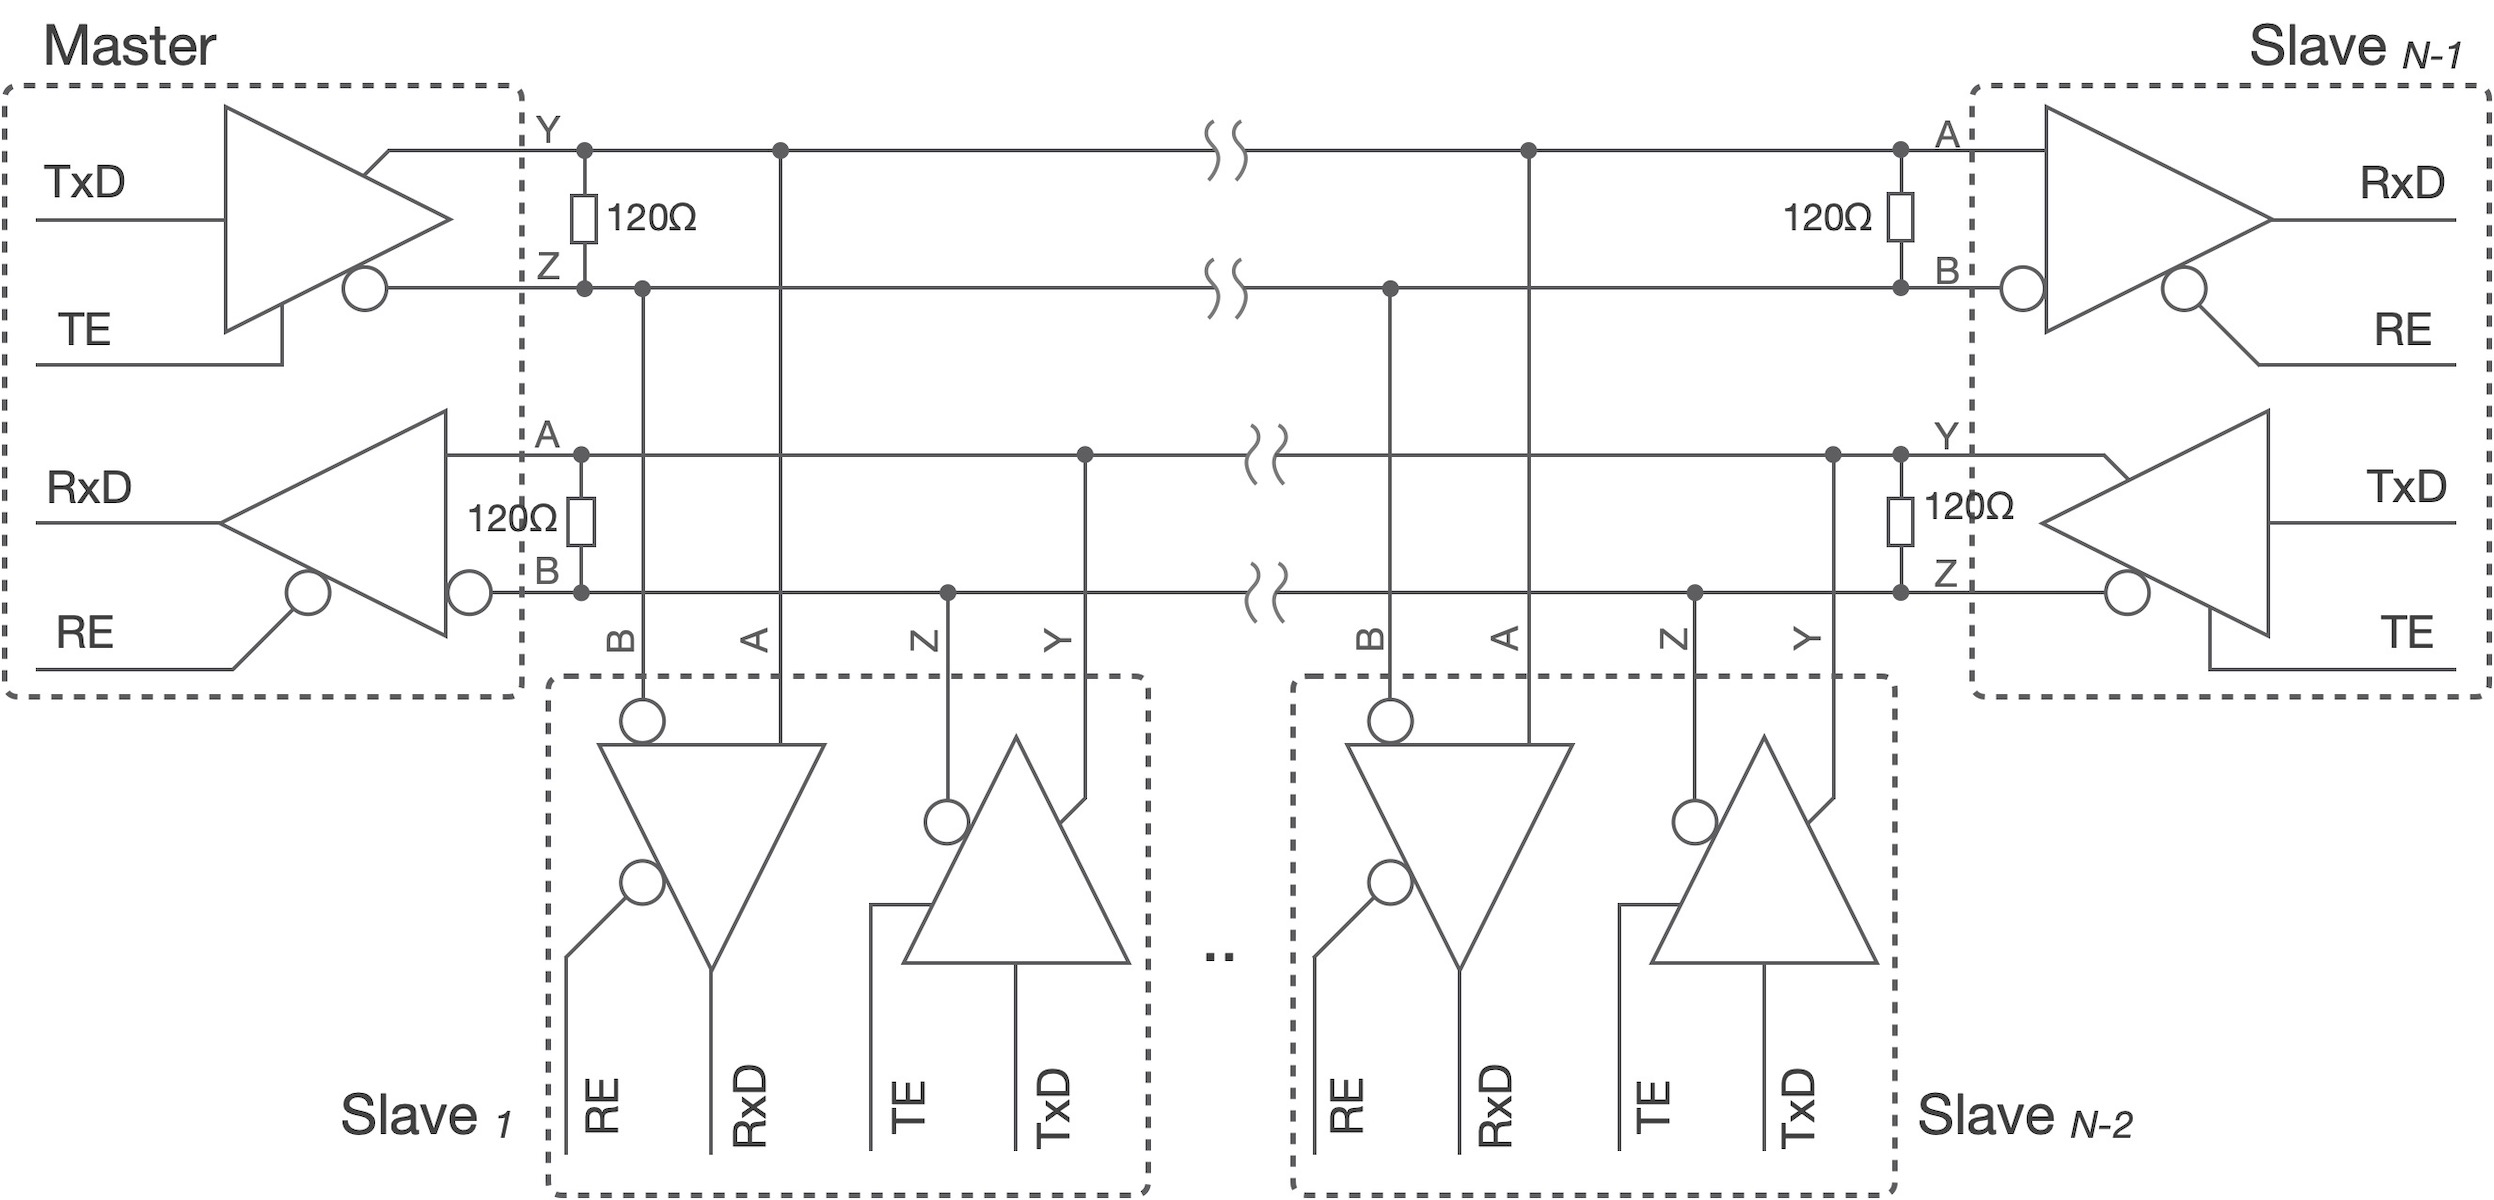 Master
Slave N-1
Y
A
TxD
120Ω
120Ω
RxD
Z
B
TE
RE
A
Y
RxD
120Ω
120Ω
TxD
B
Z
RE
TE
B
A
Z
Y
B
A
Z
Y
..
Slave 1
RE
RxD
TE
TxD
RE
RxD
TE
TxD
Slave N-2